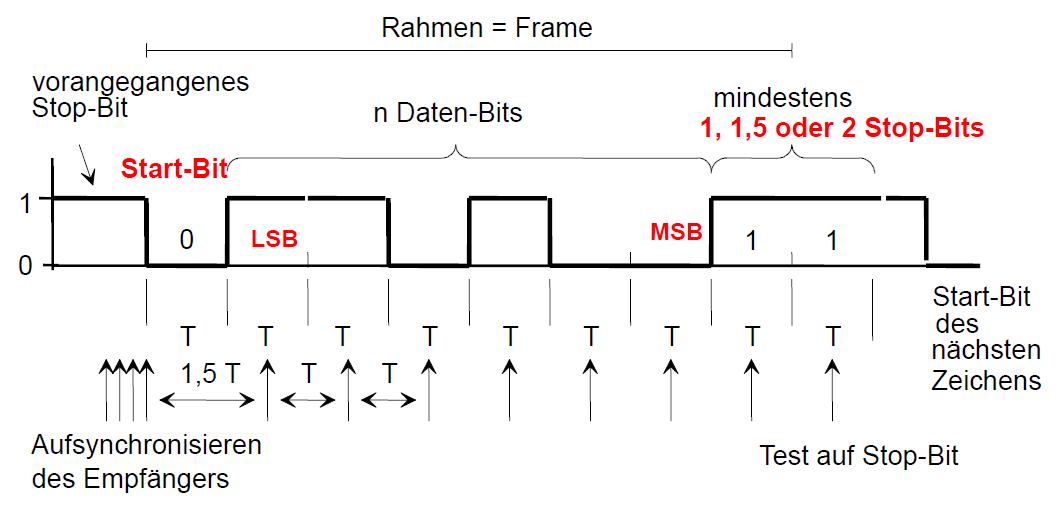 Rahmen = Frame
vorangegangenes
Stop-Bit
n Daten-Bits
mindestens
1, 1,5 oder 2 Stop-Bits
Start-Bit
1
0
LSB
MSB
1
1
0
T
T
T
T
T
T
T
T
T
1,5 T
T
T
Start-Bit
des
nächsten
Zeichens
Aufsynchronisieren
des Empfängers
Test auf Stop-Bit